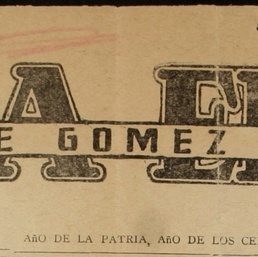 A E
E GOMEZ
AÑO DE LA PATRIA, AÑO DE LOS CE